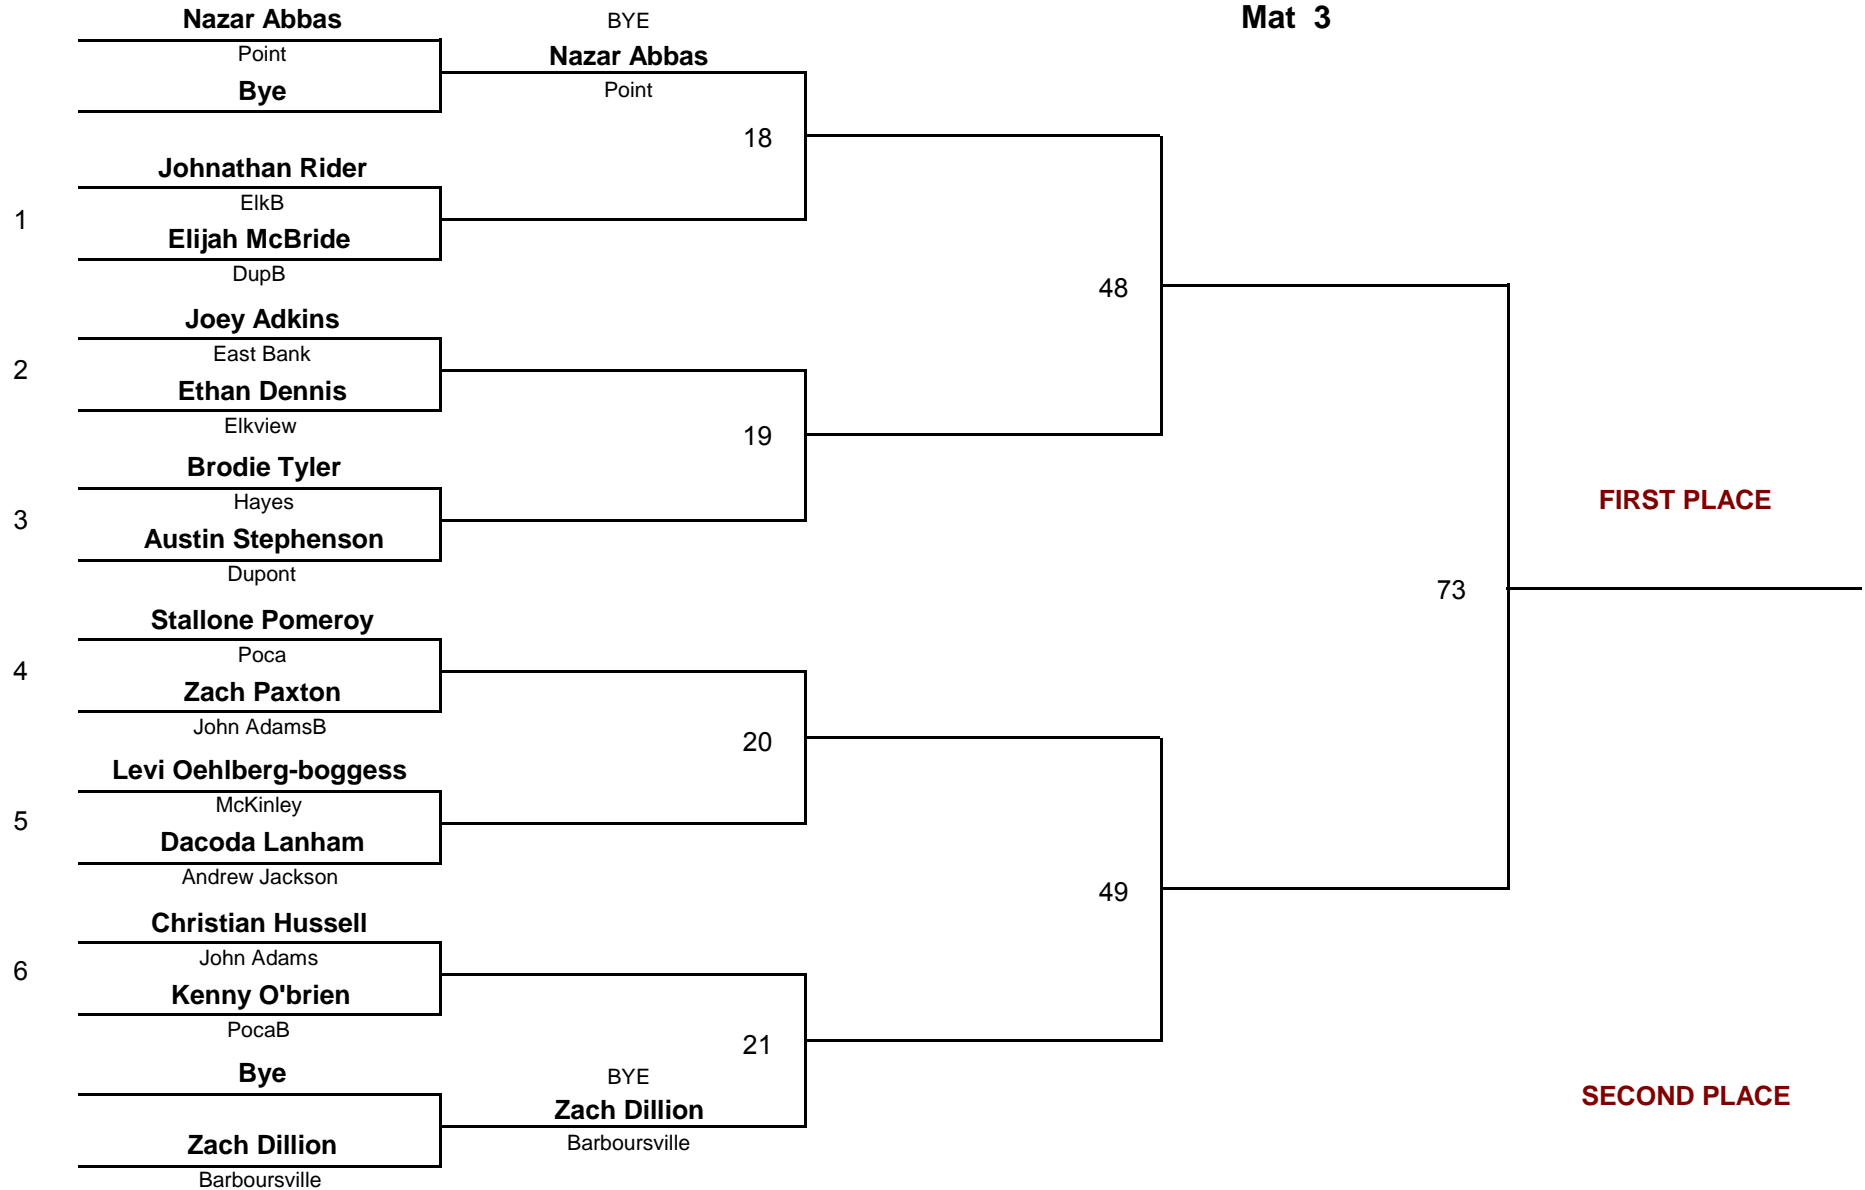 Nazar Abbas
Point
Bye
BYE
Nazar Abbas
Point
Mat 3
18
1
Johnathan Rider
ElkB
Elijah McBride
DupB
48
2
Joey Adkins
East Bank
Ethan Dennis
Elkview
19
3
Brodie Tyler
Hayes
Austin Stephenson
Dupont
FIRST PLACE
73
4
Stallone Pomeroy
Poca
Zach Paxton
John AdamsB
20
5
Levi Oehlberg-boggess
McKinley
Dacoda Lanham
Andrew Jackson
49
6
Christian Hussell
John Adams
Kenny O'brien
PocaB
21
Bye
Zach Dillion
Barboursville
BYE
Zach Dillion
Barboursville
SECOND PLACE